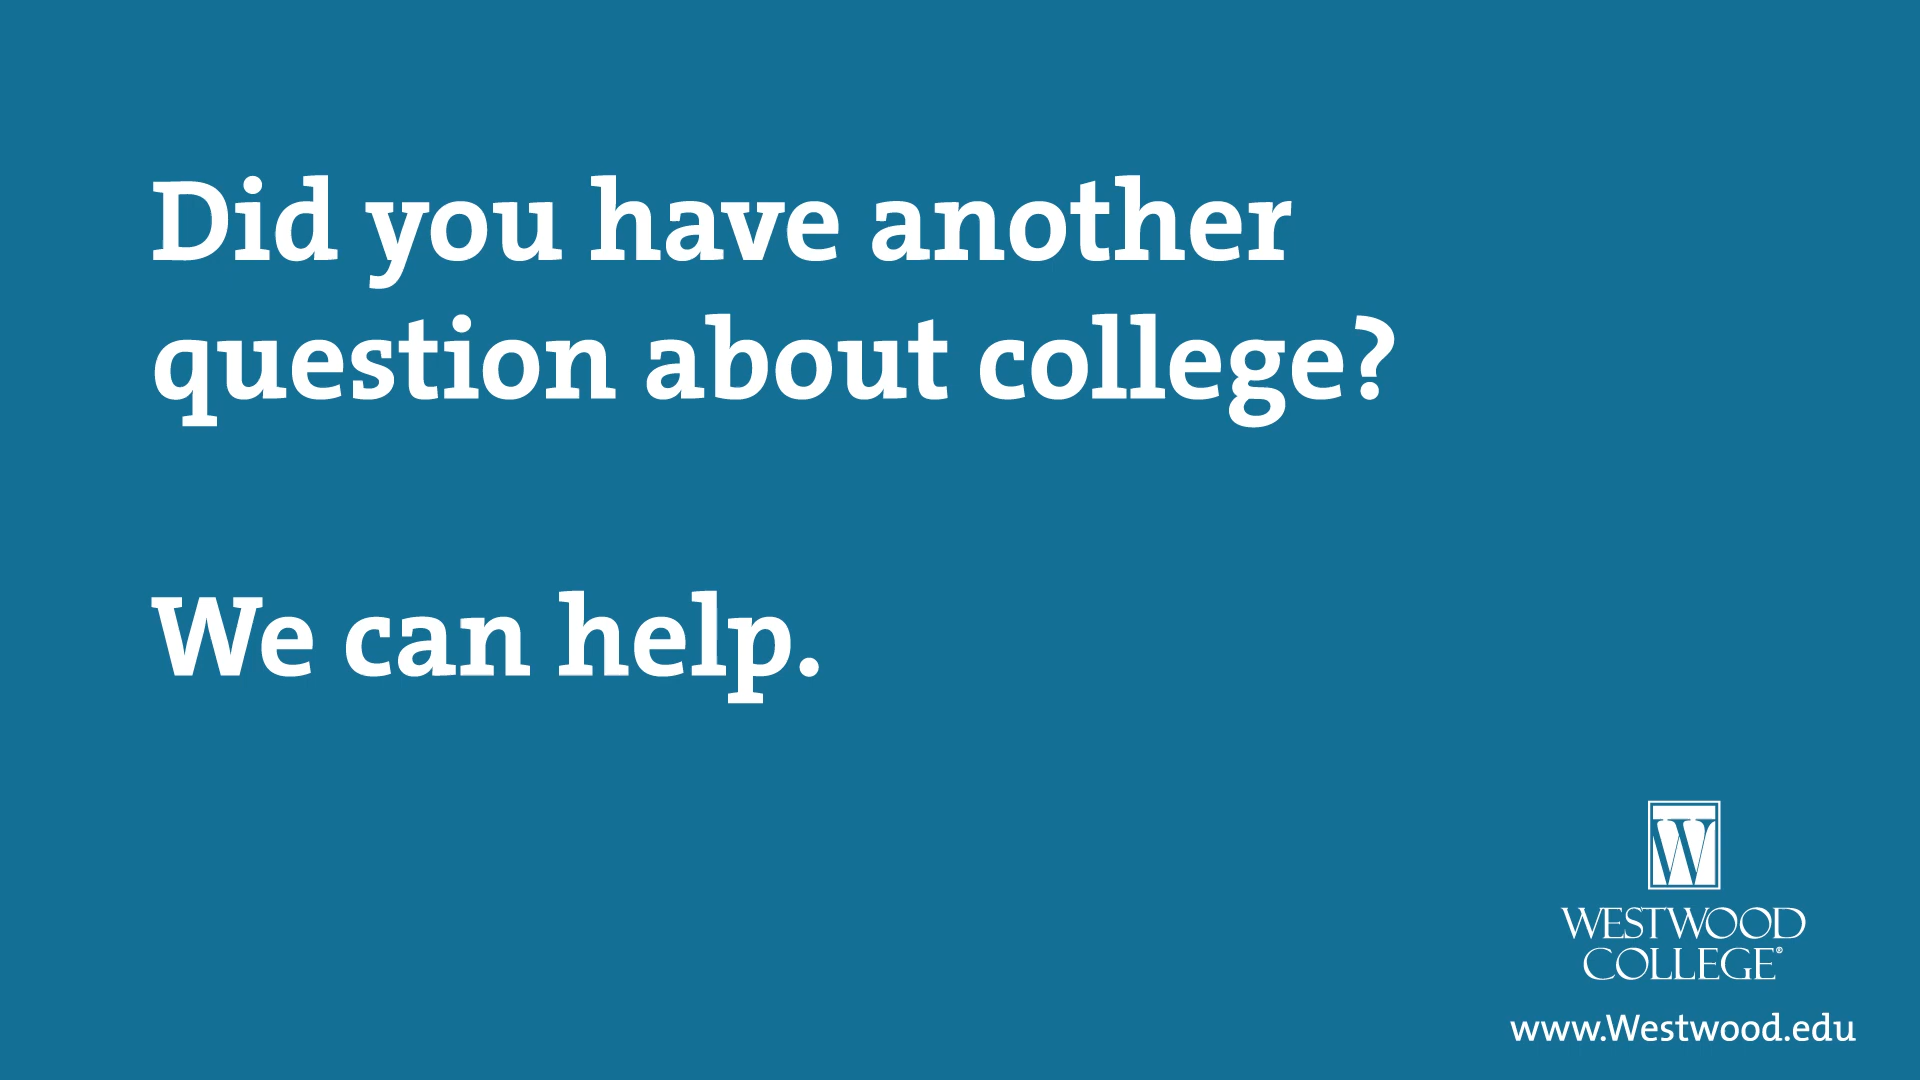 Did you have another
question about college?
We can help.
W
WESTWOOD
COLLEGE®
www.Westwood.edu